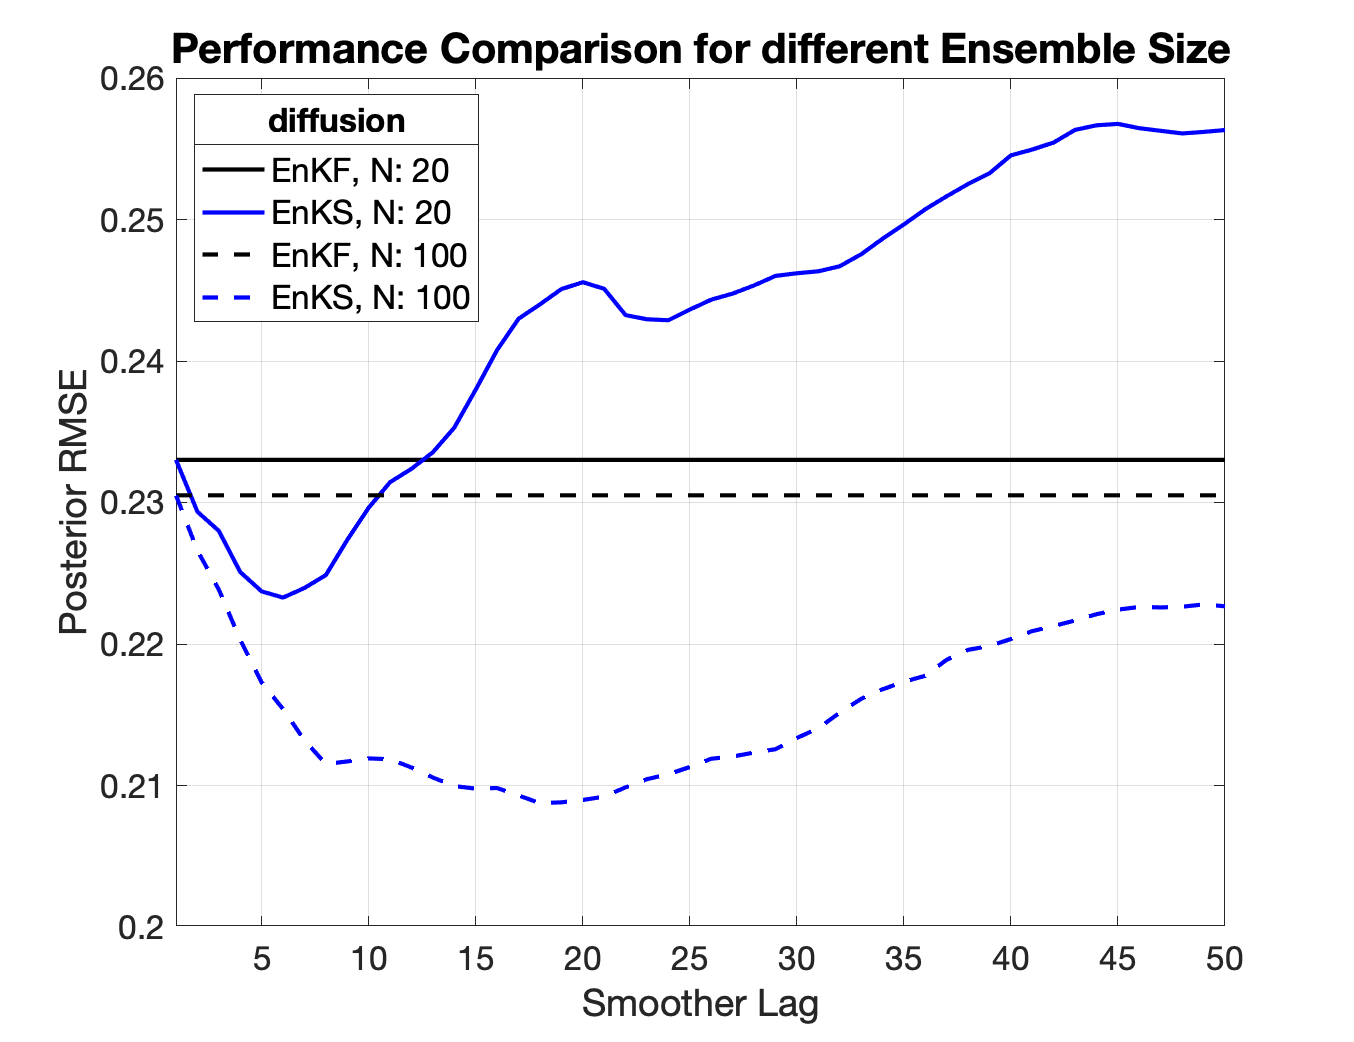 Performance Comparison for different Ensemble Size
0.26
0.25
0.24
0.23
0.22
0.21
0.2
Posterior RMSE
diffusion
EnKF, N: 20
EnKS, N: 20
EnKF, N: 100
EnKS, N: 100
5 10 15 20 25 30 35 40 45 50
Smoother Lag